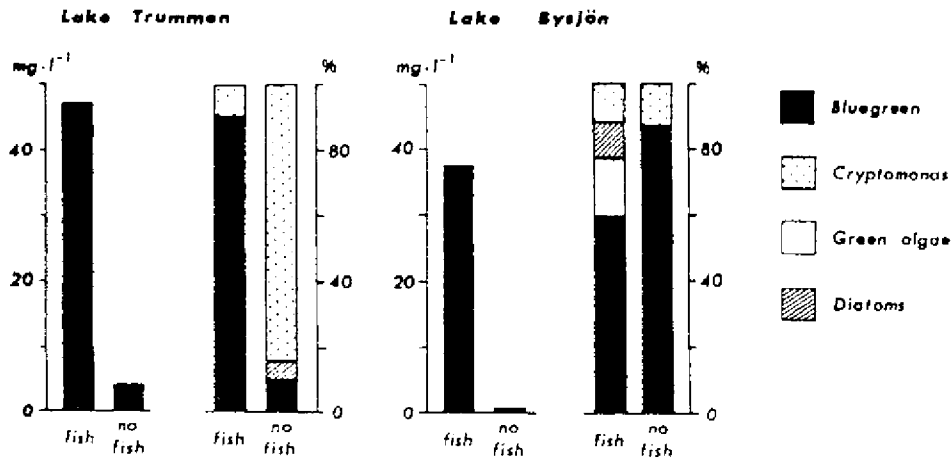 Lake Trummen
mg·l⁻¹
40
20
0
fish
no fish
%
80
40
0
fish
no fish
Lake Bysjön
mg·l⁻¹
40
20
0
fish
no fish
%
80
40
0
fish
no fish
Bluegreen
Cryptomonas
Green algae
Diatoms